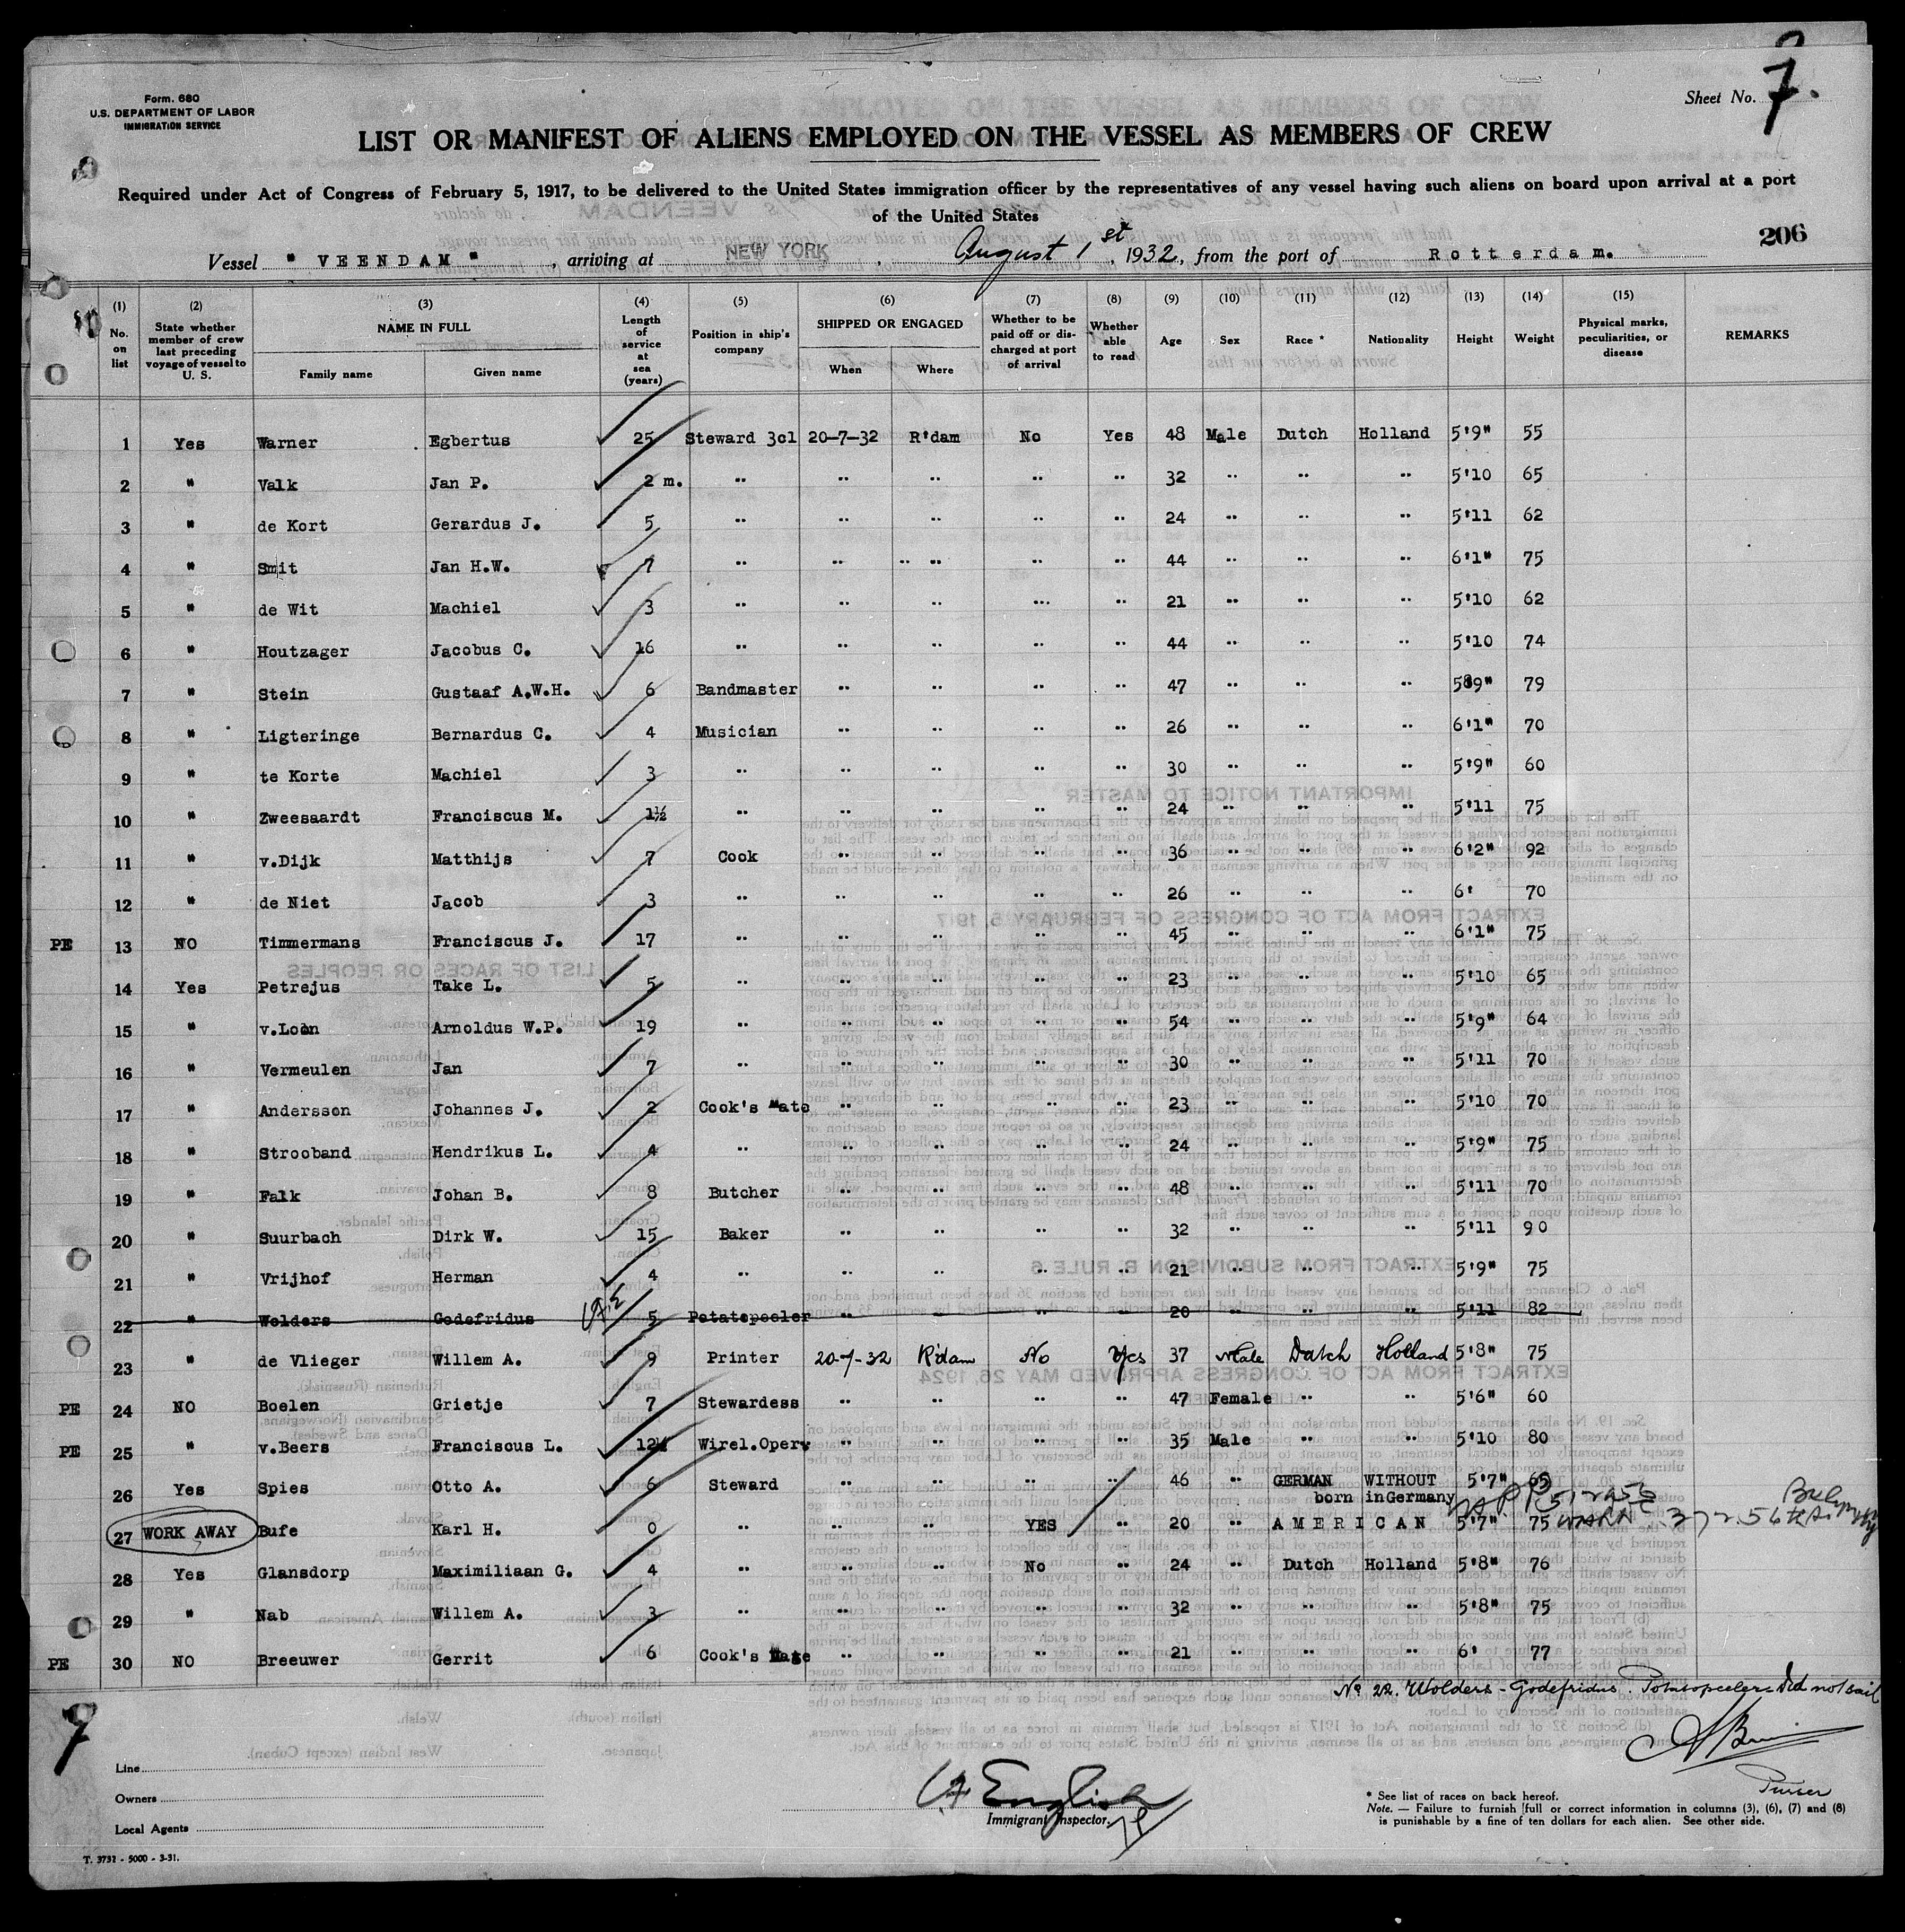 Form. 680
U.S. DEPARTMENT OF LABOR
IMMIGRATION SERVICE
Sheet No. 7.
LIST OR MANIFEST OF ALIENS EMPLOYED ON THE VESSEL AS MEMBERS OF CREW
Required under Act of Congress of February 5, 1917, to be delivered to the United States immigration officer by the representatives of any vessel having such aliens on board upon arrival at a port
of the United States
206
Vessel " VEENDAM ", arriving at NEW YORK, August 1st, 1932, from the port of Rotterdam.
(1) (2) (3) (4) (5) (6) (7) (8) (9) (10) (11) (12) (13) (14) (15)
No. on list | State whether member of crew last preceding voyage of vessel to U. S. | NAME IN FULL | Length of service at sea (years) | Position in ship's company | SHIPPED OR ENGAGED | Whether to be paid off or discharged at port of arrival | Whether able to read | Age | Sex | Race * | Nationality | Height | Weight | Physical marks, peculiarities, or disease | REMARKS
Family name | Given name | When | Where
1 Yes Warner Egbertus 25 Steward 3cl 20-7-32 R'dam No Yes 48 Male Dutch Holland 5'9" 55
2 " Valk Jan P. 2 m. " " " " " 32 " " " 5'10 65
3 " de Kort Gerardus J. 5 " " " " " 24 " " " 5'11 62
4 " Smit Jan H.W. 7 " " " " " 44 " " " 6'1" 75
5 " de Wit Machiel 3 " " " " " 21 " " " 5'10 62
6 " Houtzager Jacobus C. 16 " " " " " 44 " " " 5'10 74
7 " Stein Gustaaf A.W.H. 6 Bandmaster " " " " 47 " " " 5'9" 79
8 " Ligteringe Bernardus C. 4 Musician " " " " 26 " " " 6'1" 70
9 " te Korte Machiel 3 " " " " " 30 " " " 5'9" 60
10 " Zweesaardt Franciscus M. 1½ " " " " " 24 " " " 5'11 75
11 " v.Dijk Matthijs 7 Cook " " " " 36 " " " 6'2" 92
12 " de Niet Jacob 3 " " " " " 26 " " " 6' 70
PE 13 NO Timmermans Franciscus J. 17 " " " " " 45 " " " 6'1" 75
14 Yes Petrejus Take L. 5 " " " " " 23 " " " 5'10 65
15 " v.Loon Arnoldus W.P. 19 " " " " " 54 " " " 5'9" 64
16 " Vermeulen Jan 7 " " " " " 30 " " " 5'11 70
17 " Andersson Johannes J. 2 Cook's Mate " " " " 23 " " " 5'10 70
18 " Strooband Hendrikus L. 4 " " " " " 24 " " " 5'9" 75
19 " Falk Johan B. 8 Butcher " " " " 48 " " " 5'11 70
20 " Suurbach Dirk W. 15 Baker " " " " 32 " " " 5'11 90
21 " Vrijhof Herman 4 " " " " " 21 " " " 5'9" 75
22 " Wolders Godefridus 5 Potatopeeler " " " " 20 " " " 5'11 82
23 " de Vlieger Willem A. 9 Printer 20-7-32 R'dam No Yes 37 Male Dutch Holland 5'8" 75
PE 24 NO Boelen Grietje 7 Stewardess " " " " 47 Female " " 5'6" 60
PE 25 " v.Beers Franciscus L. 12½ Wirel.Operv " " " " 35 Male " " 5'10 80
26 Yes Spies Otto A. 6 Steward " " " " 46 " GERMAN WITHOUT 5'7" 65
born in Germany
27 WORK AWAY Bufe Karl H. 0 " " " YES " 20 " AMERICAN 5'7" 75
28 Yes Glansdorp Maximiliaan G. 4 " " " No " 24 " Dutch Holland 5'8" 76
29 " Nab Willem A. 3 " " " " " 32 " " " 5'8" 75
PE 30 NO Breeuwer Gerrit 6 Cook's Mate " " " " 21 " " " 6' 77
No 22. Wolders - Godefridus. Potatopeeler - Did not sail
7
Purser
Line
Owners
Local Agents
English
Immigrant Inspector.
* See list of races on back hereof.
Note. — Failure to furnish full or correct information in columns (3), (6), (7) and (8)
is punishable by a fine of ten dollars for each alien. See other side.
T. 3731 - 5000 - 3-31.